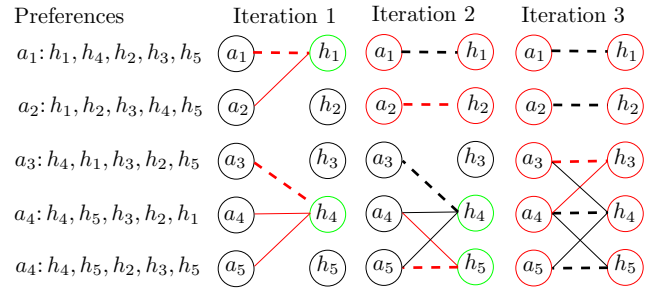 Preferences Iteration 1 Iteration 2 Iteration 3
a₁: h₁, h₄, h₂, h₃, h₅ a₁ h₁ a₁ h₁ a₁ h₁
a₂: h₁, h₂, h₃, h₄, h₅ a₂ h₂ a₂ h₂ a₂ h₂
a₃: h₄, h₁, h₃, h₂, h₅ a₃ h₃ a₃ h₃ a₃ h₃
a₄: h₄, h₅, h₃, h₂, h₁ a₄ h₄ a₄ h₄ a₄ h₄
a₅: h₄, h₅, h₂, h₃, h₅ a₅ h₅ a₅ h₅ a₅ h₅